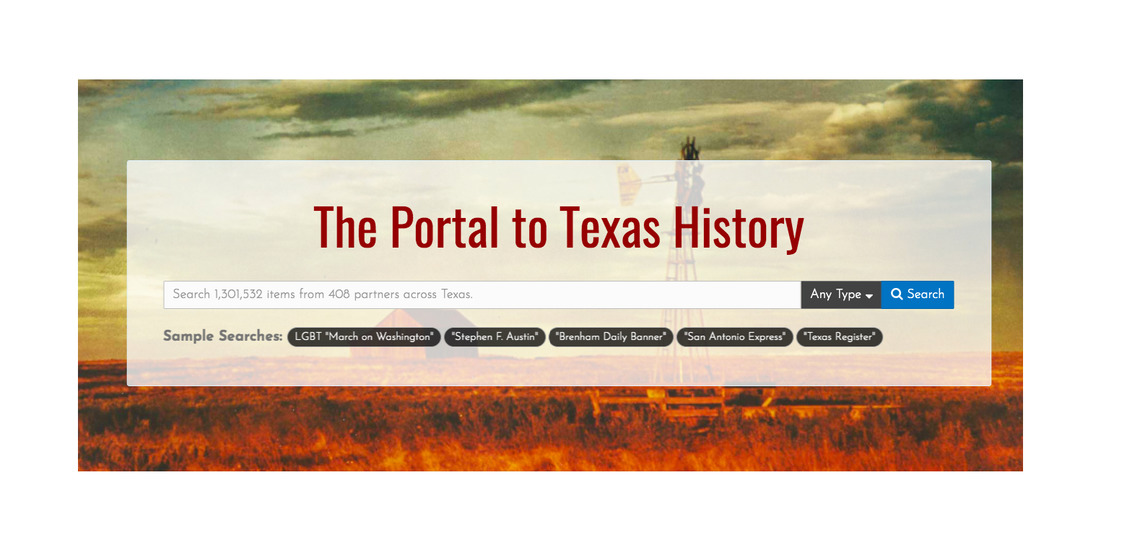 The Portal to Texas History
Search 1,301,532 items from 408 partners across Texas. Any Type Search
Sample Searches: LGBT "March on Washington" "Stephen F. Austin" "Brenham Daily Banner" "San Antonio Express" "Texas Register"